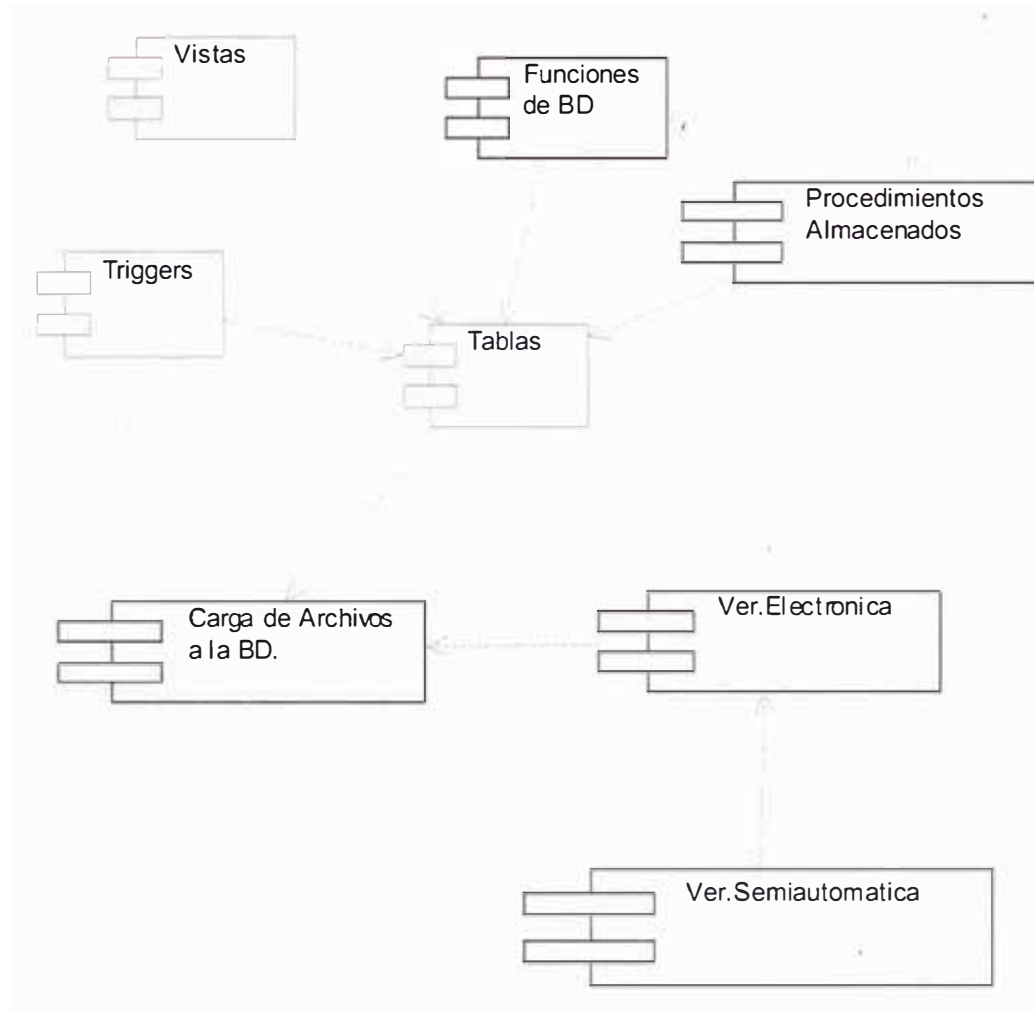 Vistas
Funciones
de BD
Procedimientos
Almacenados
Triggers
Tablas
Carga de Archivos
a la BD.
Ver.Electronica
Ver.Semiautomatica